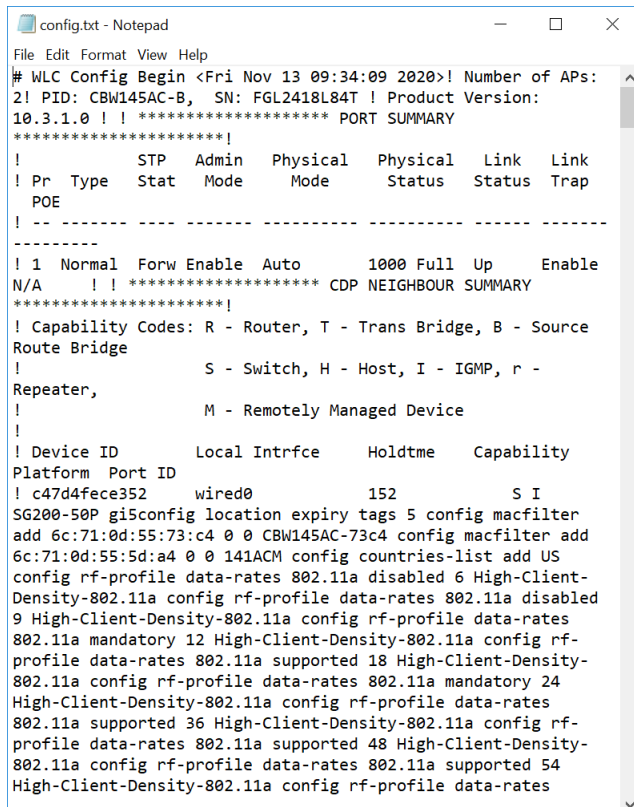 config.txt - Notepad
File Edit Format View Help
# WLC Config Begin <Fri Nov 13 09:34:09 2020>! Number of APs:
2! PID: CBW145AC-B,  SN: FGL2418L84T ! Product Version:
10.3.1.0 ! ! ******************** PORT SUMMARY
***********************!
!            STP   Admin   Physical   Physical   Link   Link
! Pr  Type   Stat   Mode     Mode      Status   Status  Trap
  POE
! -- ------- ---- ------- ---------- ---------- ------ -------
---------
! 1  Normal  Forw Enable  Auto       1000 Full  Up     Enable
N/A     ! ! ******************** CDP NEIGHBOUR SUMMARY
***********************!
! Capability Codes: R - Router, T - Trans Bridge, B - Source
Route Bridge
!                   S - Switch, H - Host, I - IGMP, r -
Repeater,
!                   M - Remotely Managed Device
!
! Device ID        Local Intrfce     Holdtme    Capability
Platform  Port ID
! c47d4fece352     wired0            152            S I
SG200-50P gi5config location expiry tags 5 config macfilter
add 6c:71:0d:55:73:c4 0 0 CBW145AC-73c4 config macfilter add
6c:71:0d:55:5d:a4 0 0 141ACM config countries-list add US
config rf-profile data-rates 802.11a disabled 6 High-Client-
Density-802.11a config rf-profile data-rates 802.11a disabled
9 High-Client-Density-802.11a config rf-profile data-rates
802.11a mandatory 12 High-Client-Density-802.11a config rf-
profile data-rates 802.11a supported 18 High-Client-Density-
802.11a config rf-profile data-rates 802.11a mandatory 24
High-Client-Density-802.11a config rf-profile data-rates
802.11a supported 36 High-Client-Density-802.11a config rf-
profile data-rates 802.11a supported 48 High-Client-Density-
802.11a config rf-profile data-rates 802.11a supported 54
High-Client-Density-802.11a config rf-profile data-rates